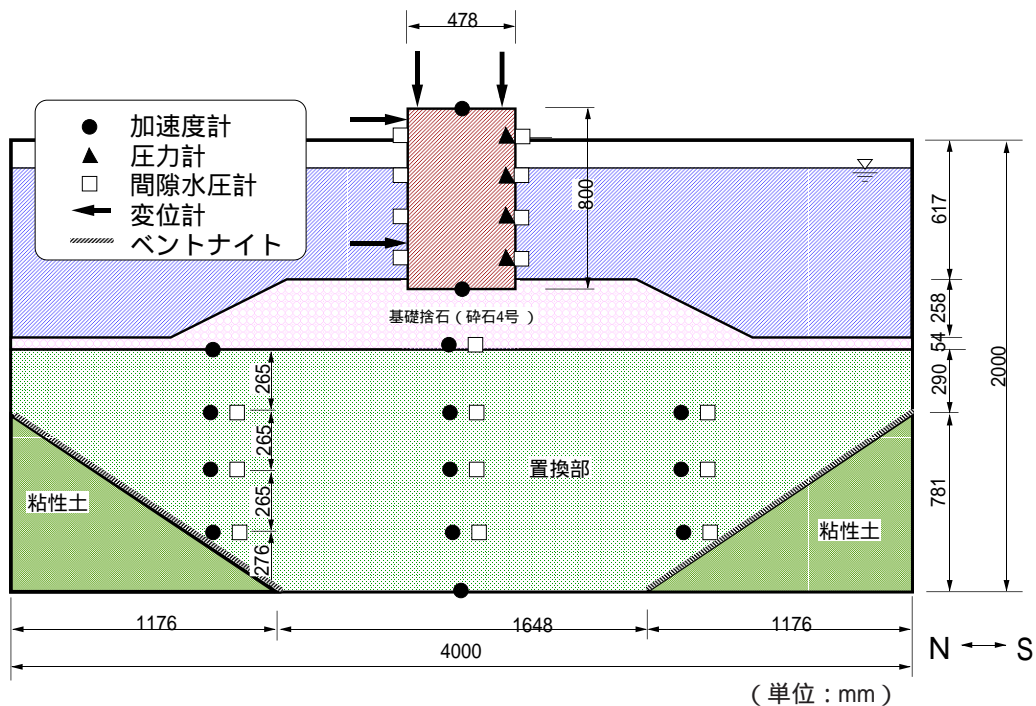 478
加速度計
圧力計
間隙水圧計
変位計
ベントナイト
800
617
基礎捨石(砕石4号 )
258
54
290
2000
781
265
265
265
276
置換部
粘性土
粘性土
1176
1648
1176
4000
N S
(単位:mm)